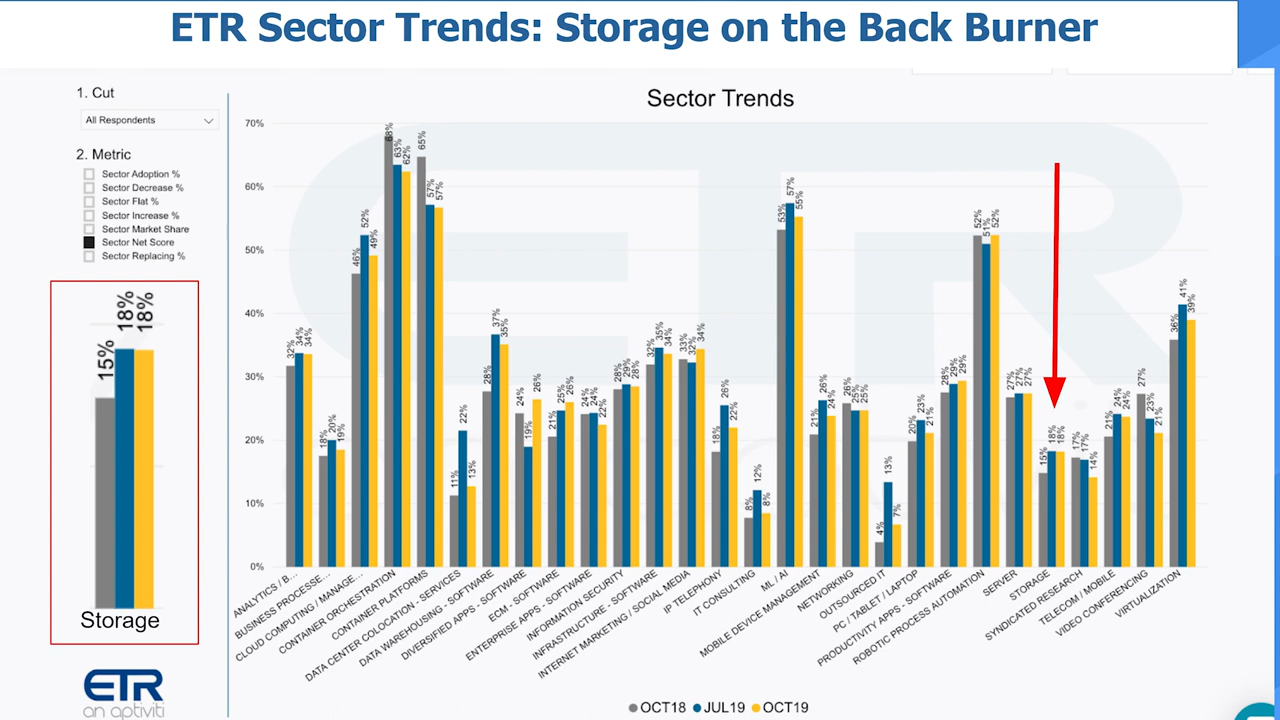 ETR Sector Trends: Storage on the Back Burner
1. Cut
All Respondents
2. Metric
Sector Adoption %
Sector Decrease %
Sector Flat %
Sector Increase %
Sector Market Share
Sector Net Score
Sector Replacing %
15%
18%
18%
Storage
ETR
an aptiviti
Sector Trends
70%
60%
50%
40%
30%
20%
10%
0%
32% 34% 34%
18% 20% 19%
46% 52% 49%
68% 63% 62%
65% 57% 57%
11% 22% 13%
28% 37% 35%
24% 19% 26%
21% 25% 26%
24% 24% 22%
28% 29% 28%
32% 35% 34%
33% 32% 34%
18% 26% 22%
8% 12% 8%
53% 57% 55%
21% 26% 24%
26% 25% 25%
4% 13% 7%
20% 23% 21%
28% 29% 29%
52% 51% 52%
27% 27% 27%
15% 18% 18%
17% 17% 14%
21% 24% 24%
27% 23% 21%
36% 41% 39%
ANALYTICS / B...
BUSINESS PROCESSE...
CLOUD COMPUTING / MANAGE...
CONTAINER ORCHESTRATION
CONTAINER PLATFORMS
DATA CENTER COLOCATION - SERVICES
DATA WAREHOUSING - SOFTWARE
DIVERSIFIED APPS - SOFTWARE
ECM - SOFTWARE
ENTERPRISE APPS - SOFTWARE
INFORMATION SECURITY
INFRASTRUCTURE - SOFTWARE
INTERNET MARKETING / SOCIAL MEDIA
IP TELEPHONY
IT CONSULTING
ML / AI
MOBILE DEVICE MANAGEMENT
NETWORKING
OUTSOURCED IT
PC / TABLET / LAPTOP
PRODUCTIVITY APPS - SOFTWARE
ROBOTIC PROCESS AUTOMATION
SERVER
STORAGE
SYNDICATED RESEARCH
TELECOM / MOBILE
VIDEO CONFERENCING
VIRTUALIZATION
OCT18 JUL19 OCT19
ETR